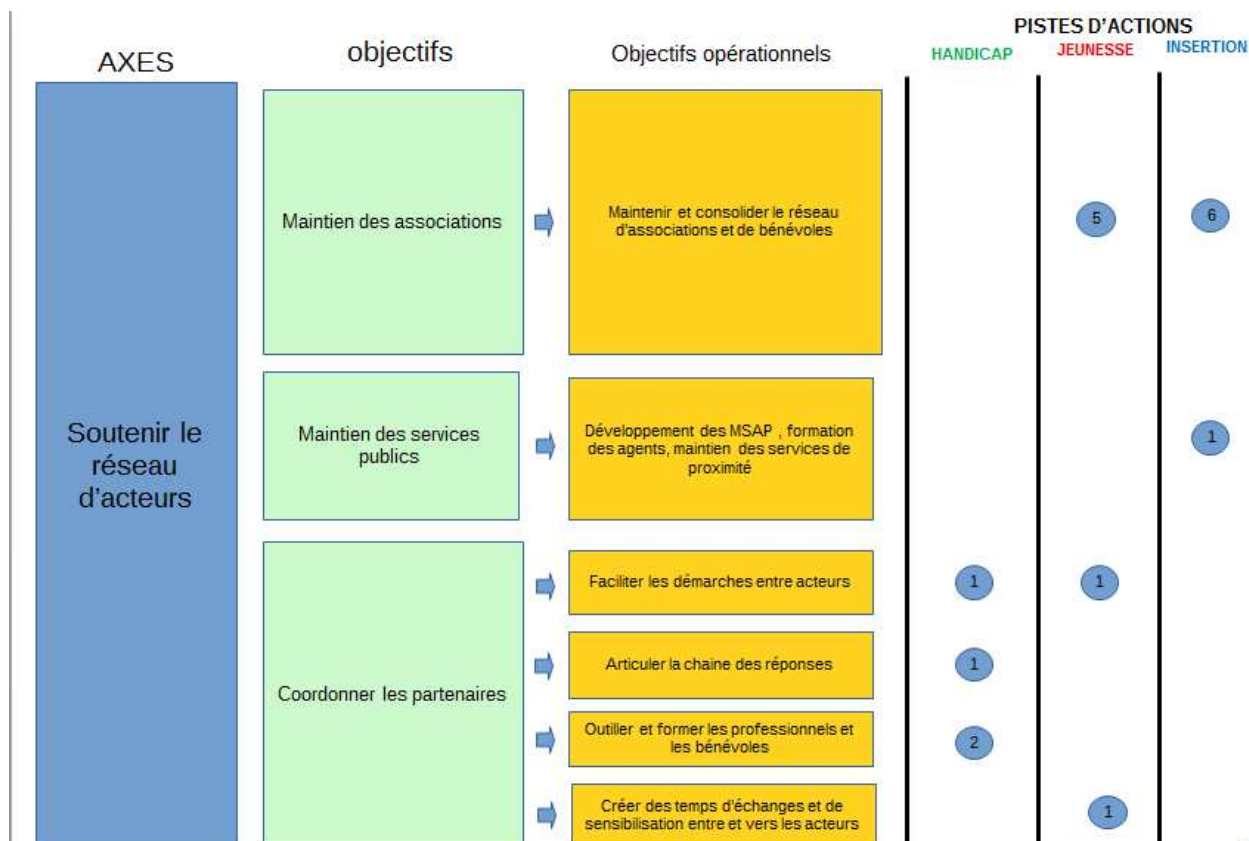 PISTES D'ACTIONS
AXES
objectifs
Objectifs opérationnels
HANDICAP
JEUNESSE
INSERTION
Soutenir le
réseau
d'acteurs
Maintien des associations
Maintenir et consolider le réseau
d'associations et de bénévoles
5
6
Maintien des services
publics
Développement des MSAP , formation
des agents, maintien des services de
proximité
1
Coordonner les partenaires
Faciliter les démarches entre acteurs
1
1
Articuler la chaine des réponses
1
Outiller et former les professionnels et
les bénévoles
2
Créer des temps d'échanges et de
sensibilisation entre et vers les acteurs
1